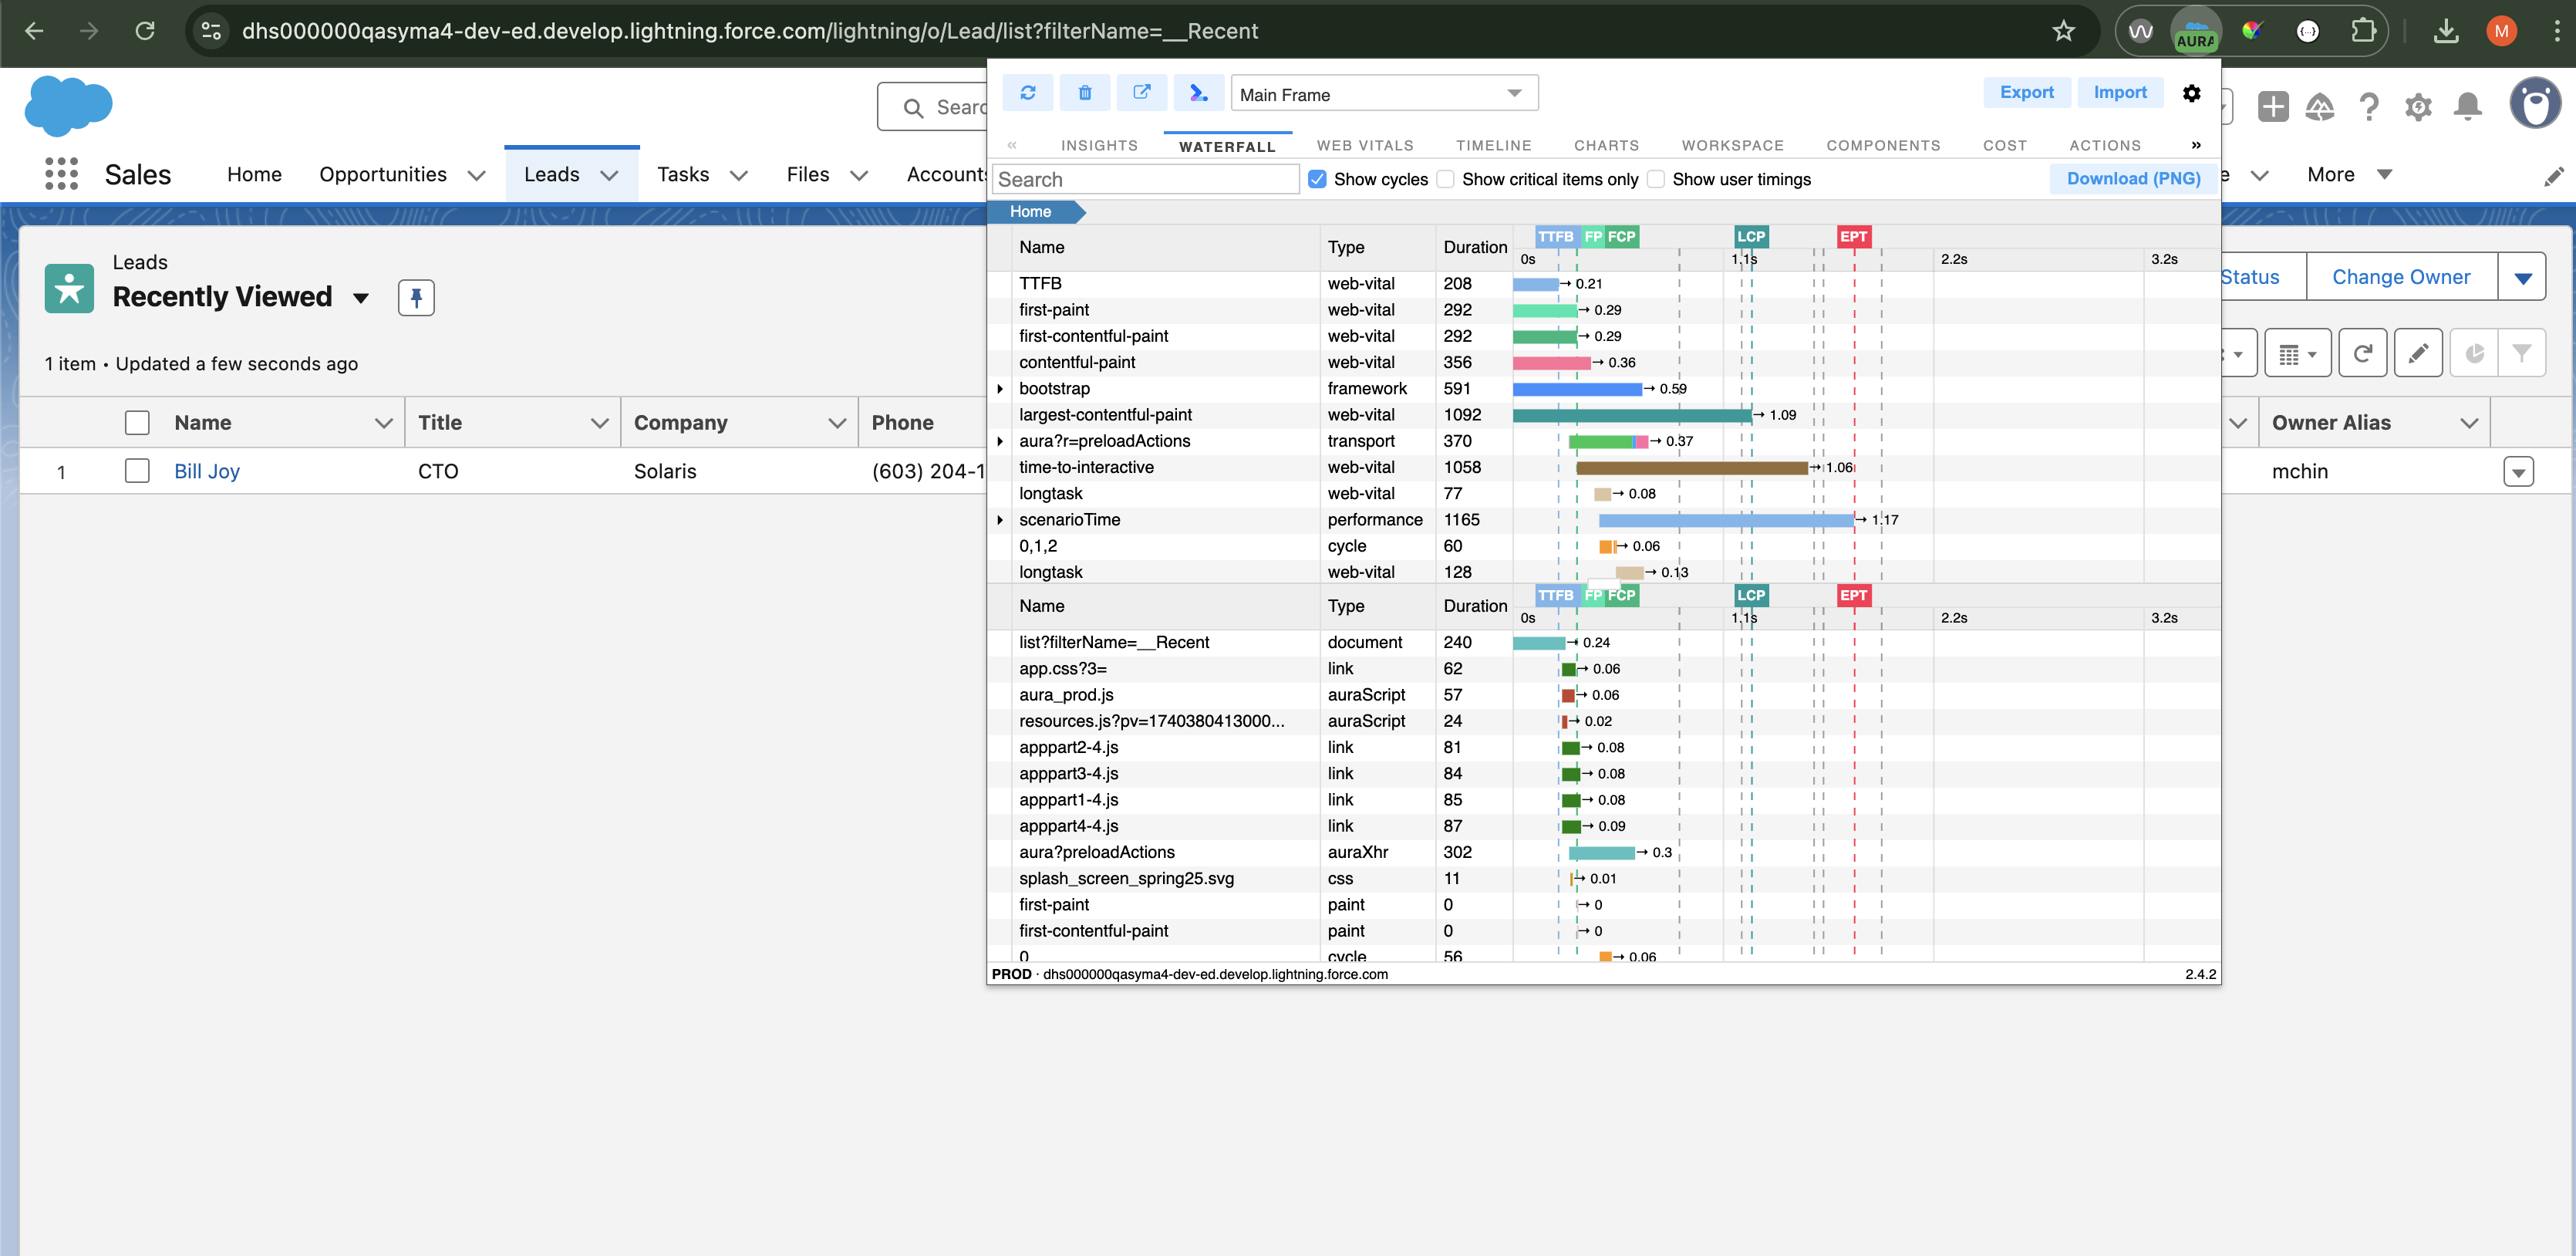 dhs000000qasyma4-dev-ed.develop.lightning.force.com/lightning/o/Lead/list?filterName=__Recent
AURA
M
Searc
Sales
Home
Opportunities
Leads
Tasks
Files
Accounts
More
Leads
Recently Viewed
1 item • Updated a few seconds ago
Name Title Company Phone
1 Bill Joy CTO Solaris (603) 204-1
Status
Change Owner
Owner Alias
mchin
Main Frame
Export
Import
«
INSIGHTS
WATERFALL
WEB VITALS
TIMELINE
CHARTS
WORKSPACE
COMPONENTS
COST
ACTIONS
»
Search
Show cycles
Show critical items only
Show user timings
Download (PNG)
Home
Name Type Duration TTFB FP FCP LCP EPT
0s 1.1s 2.2s 3.2s
TTFB web-vital 208 → 0.21
first-paint web-vital 292 → 0.29
first-contentful-paint web-vital 292 → 0.29
contentful-paint web-vital 356 → 0.36
bootstrap framework 591 → 0.59
largest-contentful-paint web-vital 1092 → 1.09
aura?r=preloadActions transport 370 → 0.37
time-to-interactive web-vital 1058 → 1.06
longtask web-vital 77 → 0.08
scenarioTime performance 1165 → 1.17
0,1,2 cycle 60 → 0.06
longtask web-vital 128 → 0.13
Name Type Duration TTFB FP FCP LCP EPT
0s 1.1s 2.2s 3.2s
list?filterName=__Recent document 240 → 0.24
app.css?3= link 62 → 0.06
aura_prod.js auraScript 57 → 0.06
resources.js?pv=1740380413000... auraScript 24 → 0.02
apppart2-4.js link 81 → 0.08
apppart3-4.js link 84 → 0.08
apppart1-4.js link 85 → 0.08
apppart4-4.js link 87 → 0.09
aura?preloadActions auraXhr 302 → 0.3
splash_screen_spring25.svg css 11 → 0.01
first-paint paint 0 → 0
first-contentful-paint paint 0 → 0
0 cycle 56 → 0.06
PROD · dhs000000qasyma4-dev-ed.develop.lightning.force.com
2.4.2